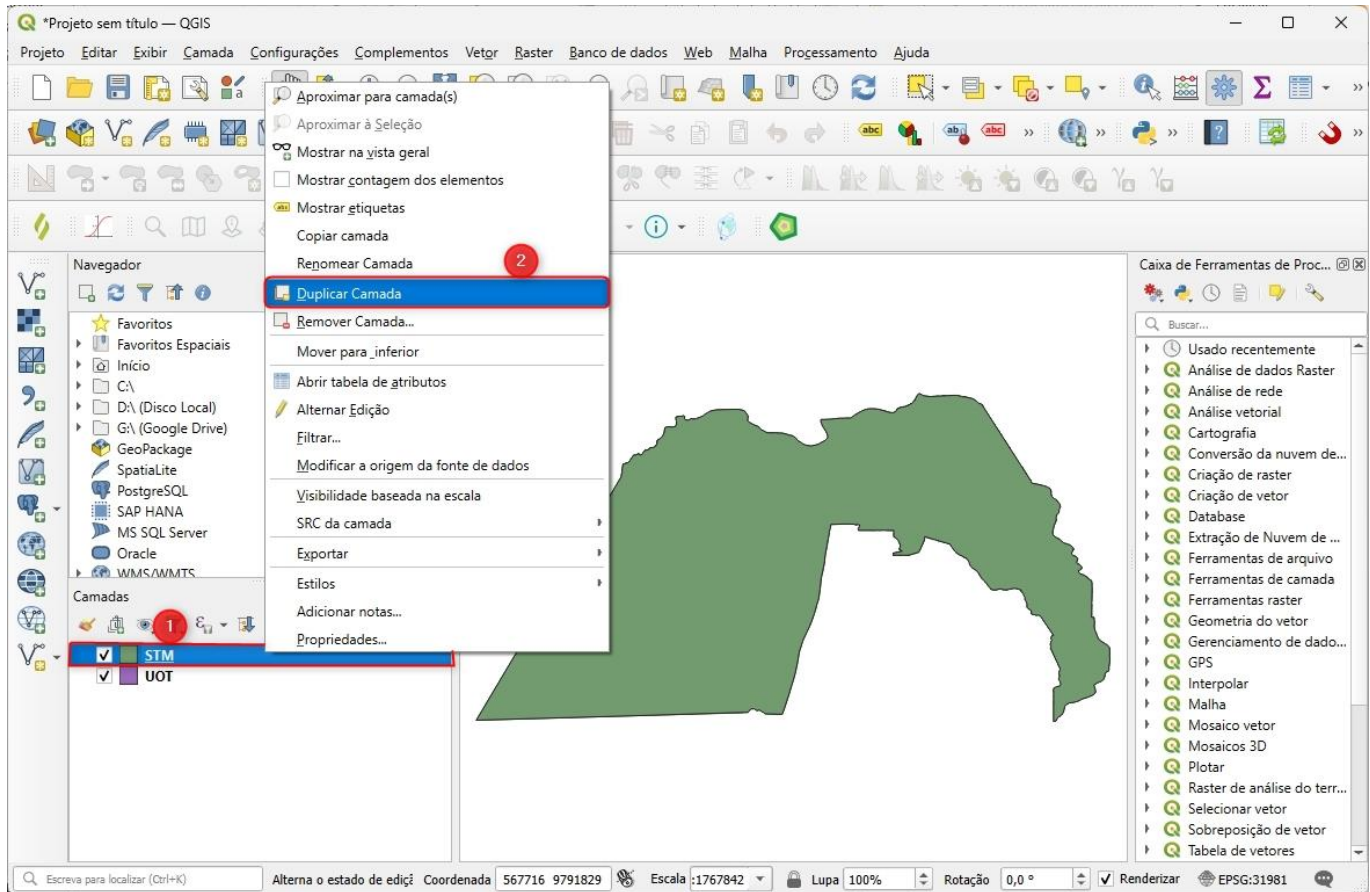 *Projeto sem título — QGIS
Projeto Editar Exibir Camada Configurações Complementos Vetor Raster Banco de dados Web Malha Processamento Ajuda
Aproximar para camada(s)
Aproximar à Seleção
Mostrar na vista geral
Mostrar contagem dos elementos
Mostrar etiquetas
Copiar camada
Renomear Camada
2
Duplicar Camada
Remover Camada...
Mover para _inferior
Abrir tabela de atributos
Alternar Edição
Filtrar...
Modificar a origem da fonte de dados
Visibilidade baseada na escala
SRC da camada
Exportar
Estilos
Adicionar notas...
Propriedades...
Navegador
Favoritos
Favoritos Espaciais
Início
C:\
D:\ (Disco Local)
G:\ (Google Drive)
GeoPackage
SpatiaLite
PostgreSQL
SAP HANA
MS SQL Server
Oracle
WMS/WMTS
Camadas
1
STM
UOT
Caixa de Ferramentas de Proc...
Buscar...
Usado recentemente
Análise de dados Raster
Análise de rede
Análise vetorial
Cartografia
Conversão da nuvem de...
Criação de raster
Criação de vetor
Database
Extração de Nuvem de ...
Ferramentas de arquivo
Ferramentas de camada
Ferramentas raster
Geometria do vetor
Gerenciamento de dado...
GPS
Interpolar
Malha
Mosaico vetor
Mosaicos 3D
Plotar
Raster de análise do terr...
Selecionar vetor
Sobreposição de vetor
Tabela de vetores
Escreva para localizar (Ctrl+K) Alterna o estado de ediçã Coordenada 567716 9791829 Escala :1767842 Lupa 100% Rotação 0,0 ° Renderizar EPSG:31981